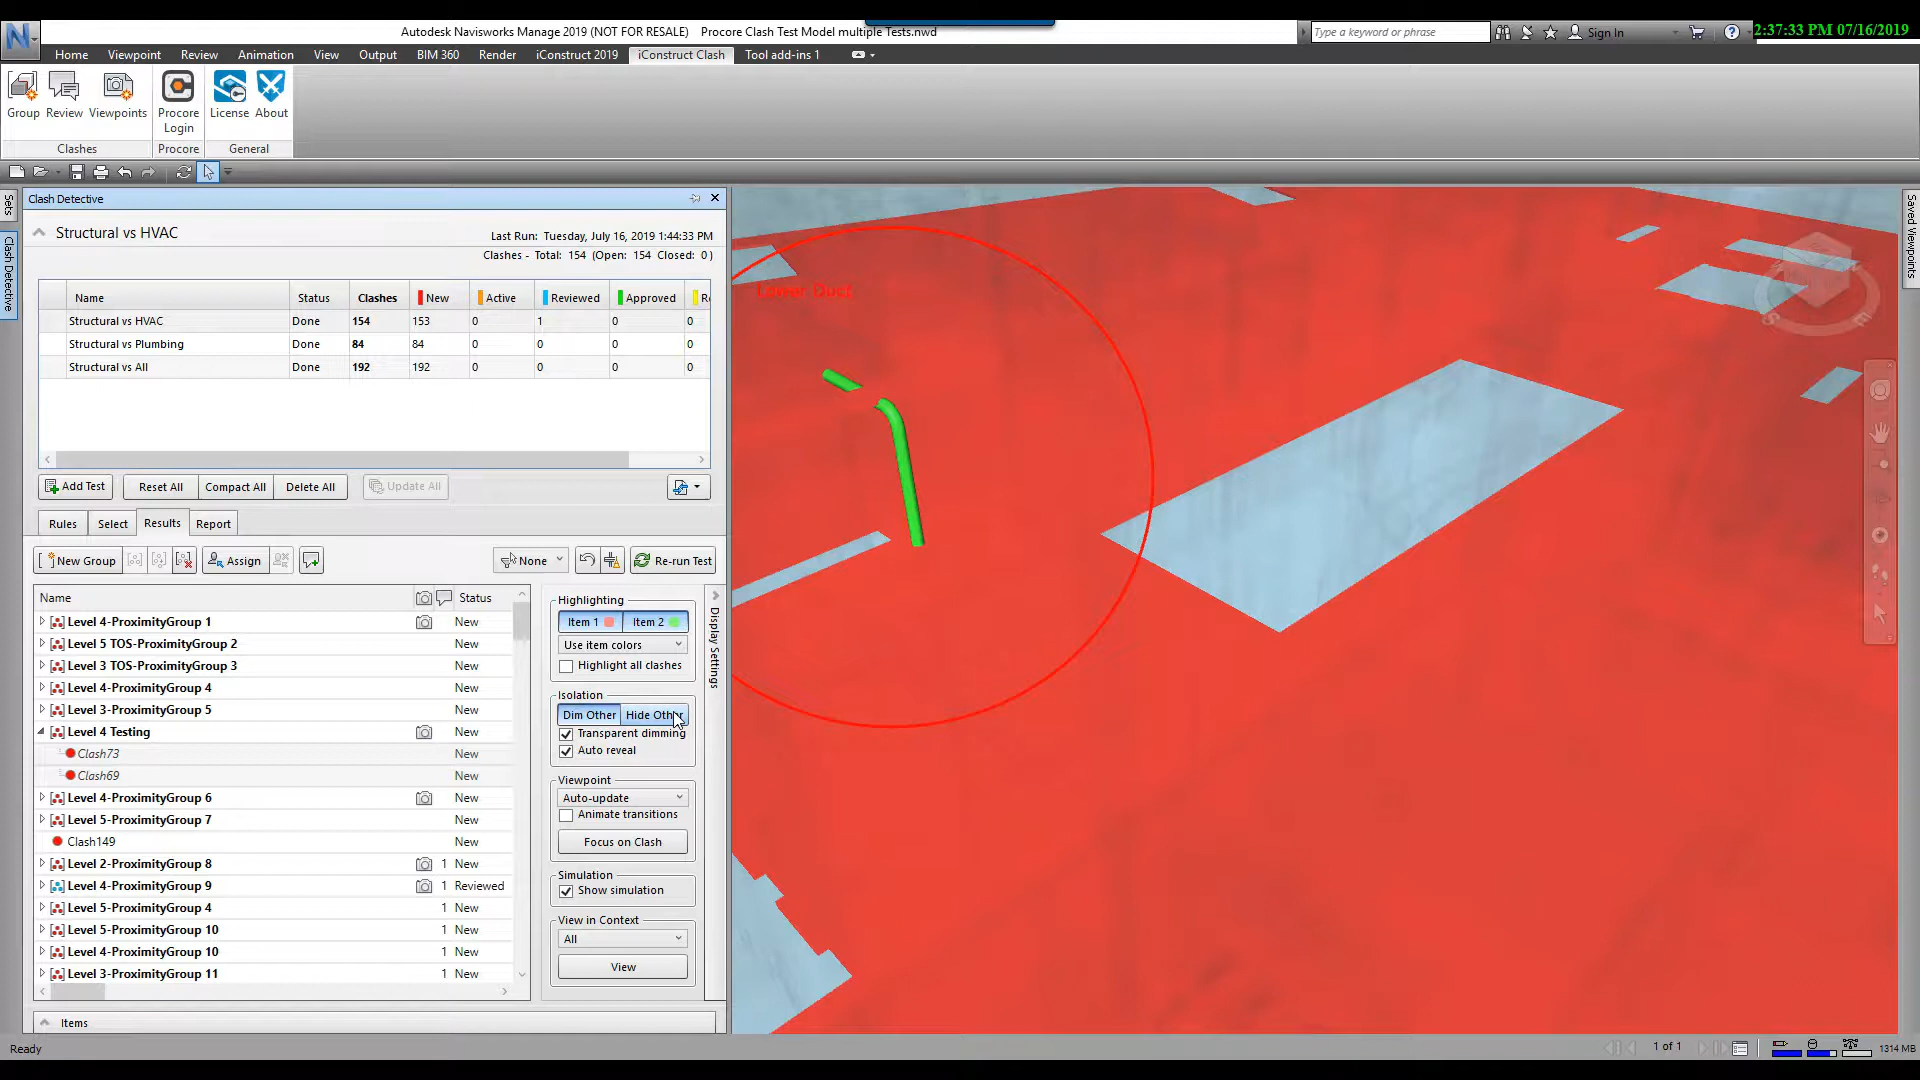 Autodesk Navisworks Manage 2019 (NOT FOR RESALE) Procore Clash Test Model multiple Tests.nwd
Type a keyword or phrase
Sign In
2:37:33 PM 07/16/2019
Home Viewpoint Review Animation View Output BIM 360 Render iConstruct 2019 iConstruct Clash Tool add-ins 1
Group Review Viewpoints Procore Login License About
Clashes Procore General
Sets
Clash Detective
Saved Viewpoints
Clash Detective
Structural vs HVAC
Last Run: Tuesday, July 16, 2019 1:44:33 PM
Clashes - Total: 154 (Open: 154 Closed: 0 )
Name Status Clashes New Active Reviewed Approved Re
Structural vs HVAC Done 154 153 0 1 0 0
Structural vs Plumbing Done 84 84 0 0 0 0
Structural vs All Done 192 192 0 0 0 0
Add Test Reset All Compact All Delete All Update All
Rules Select Results Report
New Group Assign None Re-run Test
Name Status
Level 4-ProximityGroup 1 New
Level 5 TOS-ProximityGroup 2 New
Level 3 TOS-ProximityGroup 3 New
Level 4-ProximityGroup 4 New
Level 3-ProximityGroup 5 New
Level 4 Testing New
Clash73 New
Clash69 New
Level 4-ProximityGroup 6 New
Level 5-ProximityGroup 7 New
Clash149 New
Level 2-ProximityGroup 8 1 New
Level 4-ProximityGroup 9 1 Reviewed
Level 5-ProximityGroup 4 1 New
Level 5-ProximityGroup 10 1 New
Level 4-ProximityGroup 10 1 New
Level 3-ProximityGroup 11 1 New
Highlighting
Item 1 Item 2
Use item colors
Highlight all clashes
Isolation
Dim Other Hide Other
Transparent dimming
Auto reveal
Viewpoint
Auto-update
Animate transitions
Focus on Clash
Simulation
Show simulation
View in Context
All
View
Display Settings
Items
Lower Duct
S E
Ready
1 of 1
1314 MB